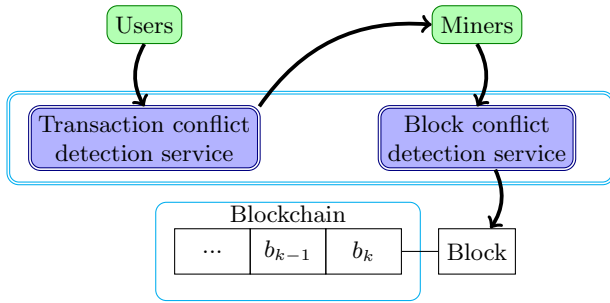 Users
Miners
Transaction conflict
detection service
Block conflict
detection service
Blockchain
... b_{k-1} b_k
Block